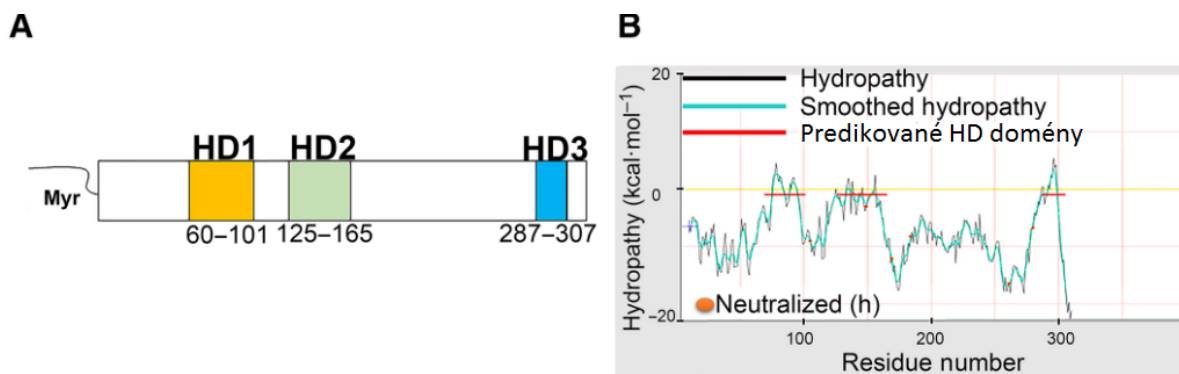 A
HD1 HD2 HD3
Myr
60–101 125–165 287–307
B
20
Hydropathy
Smoothed hydropathy
Predikované HD domény
0
Hydropathy (kcal·mol⁻¹)
Neutralized (h)
−20
100 200 300
Residue number